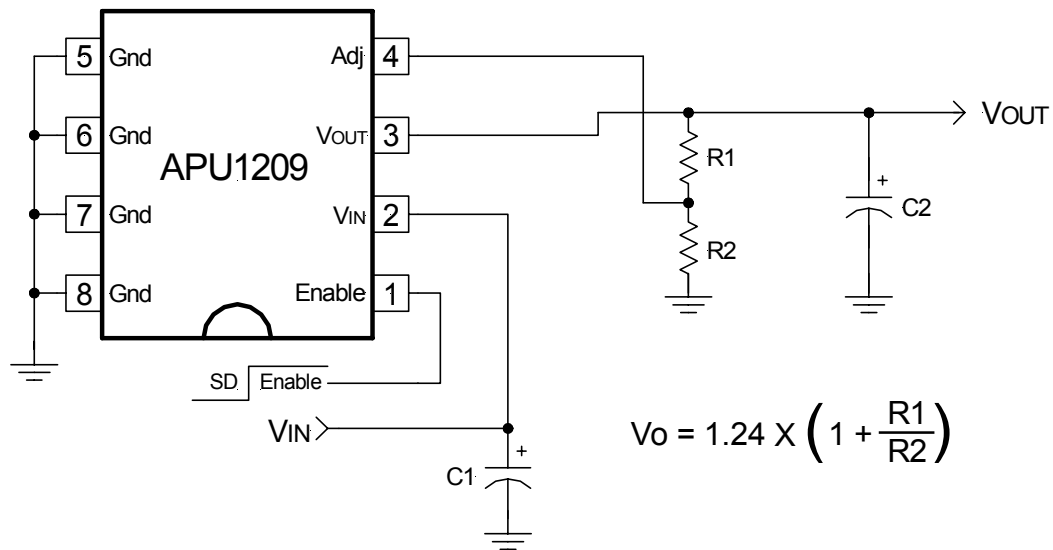 5 Gnd
6 Gnd
7 Gnd
8 Gnd
APU1209
Adj 4
VOUT 3
VIN 2
Enable 1
SD Enable
VIN
C1
R1
R2
C2
VOUT
Vo = 1.24 X ( 1 + R1/R2 )